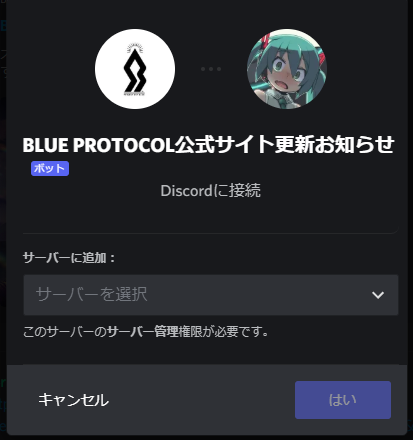 BLUE PROTOCOL公式サイト更新お知らせ
ボット
Discordに接続
サーバーに追加：
サーバーを選択
このサーバーのサーバー管理権限が必要です。
キャンセル
はい